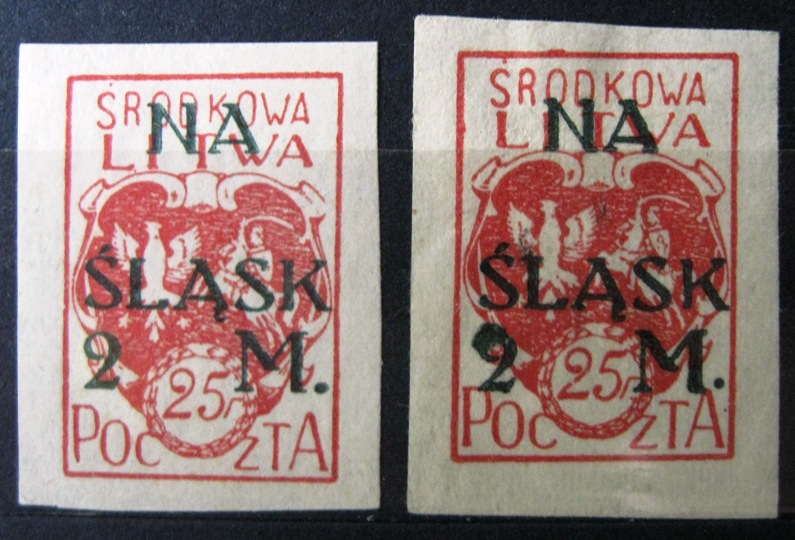 ŚRODKOWA
NA
LITWA
ŚLĄSK
2 M.
25 F
POCZTA
ŚRODKOWA
NA
LITWA
ŚLĄSK
2 M.
25 F
POCZTA